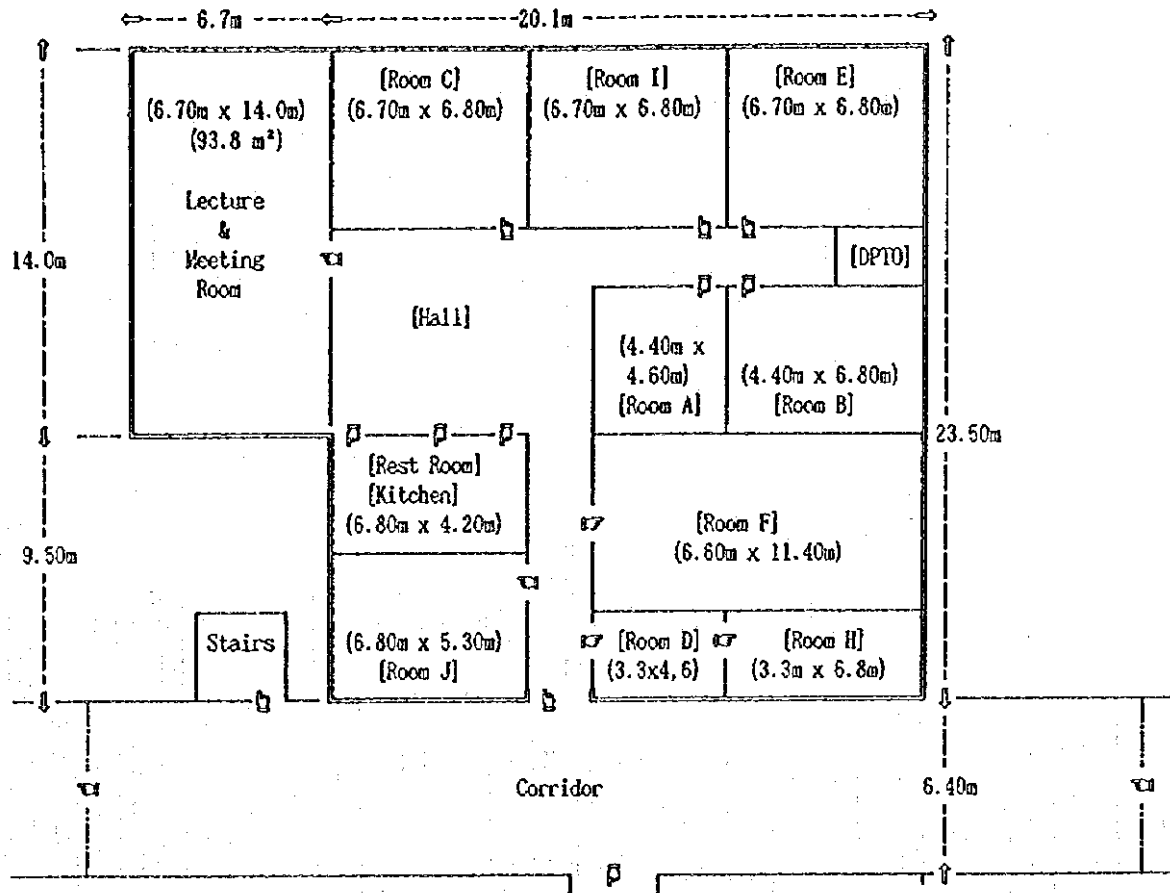 6.7m
20.1m
[Room C]
[Room I]
[Room E]
(6.70m x 14.0m)
(6.70m x 6.80m)
(6.70m x 6.80m)
(6.70m x 6.80m)
(93.8 m²)
Lecture
&
Meeting
Room
14.0m
[DPTO]
[Hall]
(4.40m x
4.60m)
[Room A]
(4.40m x 6.80m)
[Room B]
23.50m
[Rest Room]
[Kitchen]
(6.80m x 4.20m)
[Room F]
(6.60m x 11.40m)
9.50m
Stairs
(6.80m x 5.30m)
[Room J]
[Room D]
(3.3x4,6)
[Room H]
(3.3m x 6.8m)
Corridor
6.40m